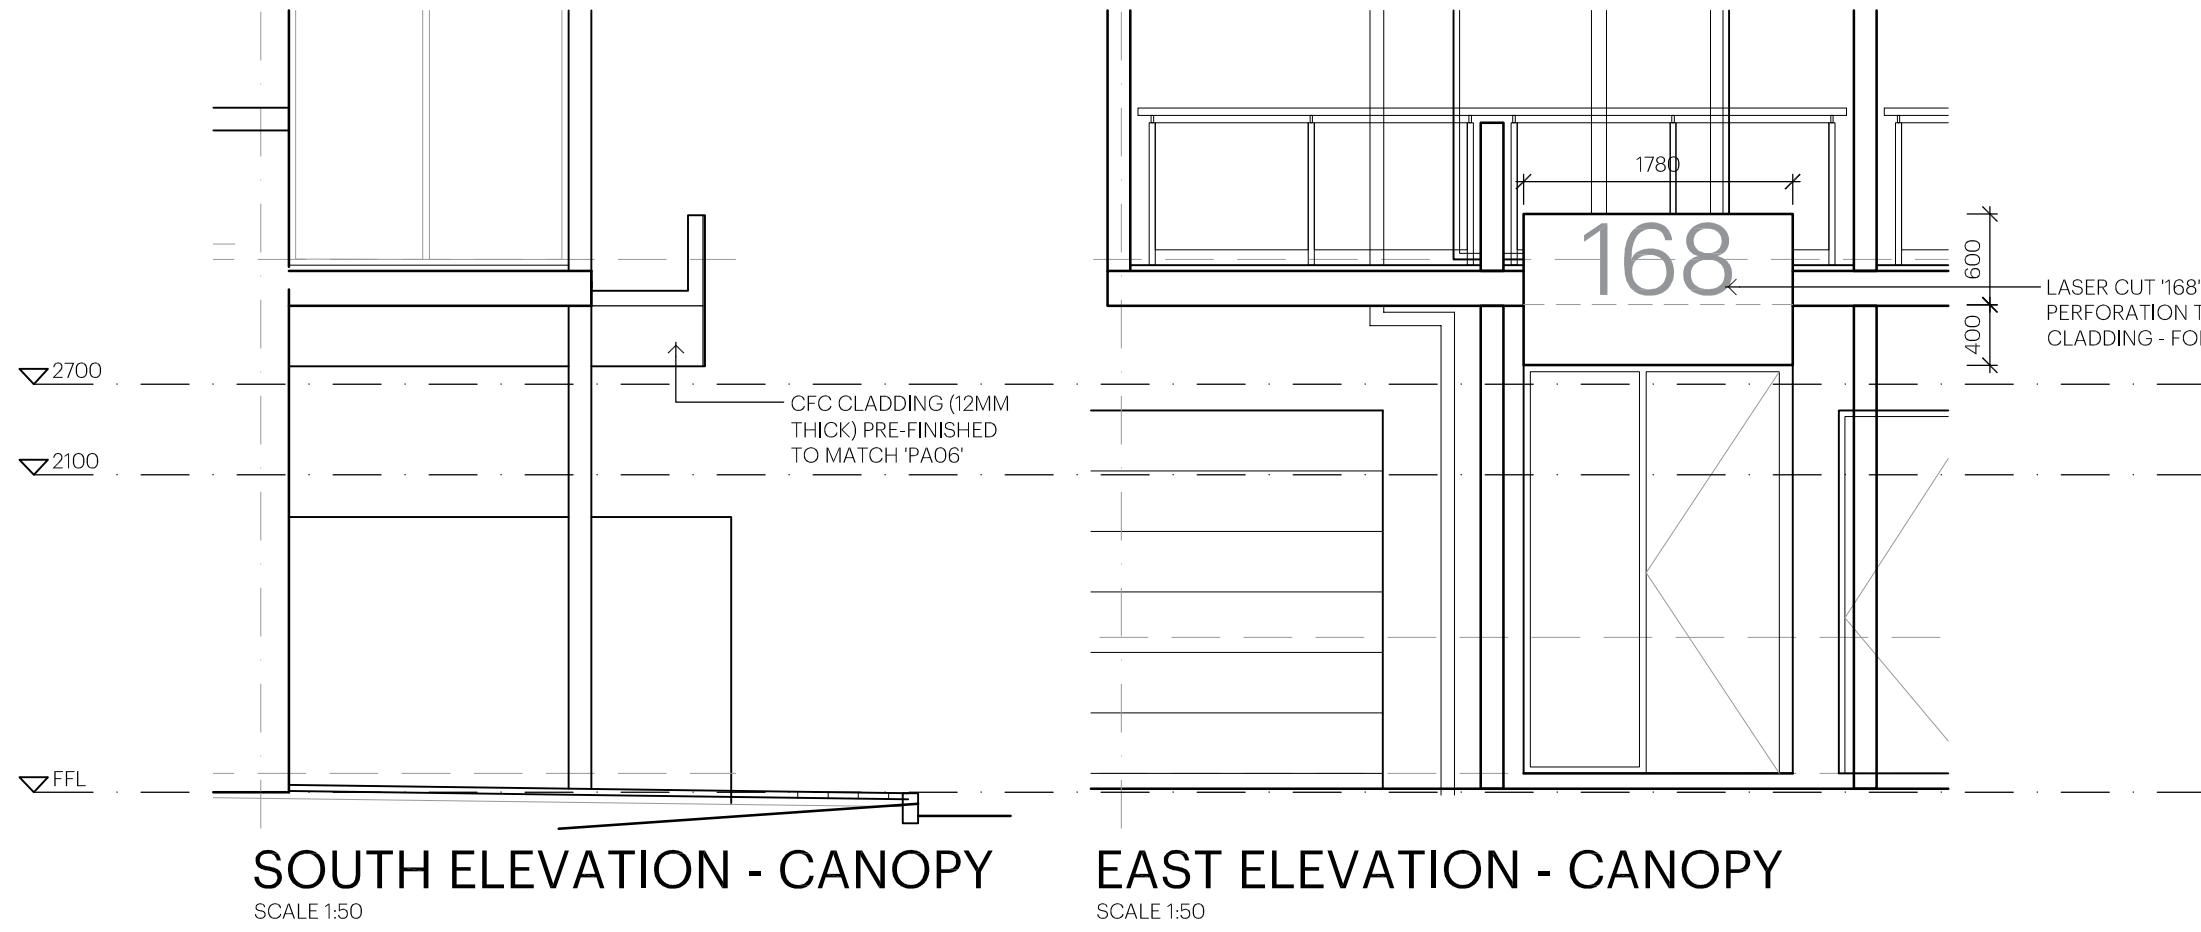 1780
168
600
400
LASER CUT '168'
PERFORATION
CLADDING -
2700
CFC CLADDING (12MM
THICK) PRE-FINISHED
TO MATCH 'PA06'
2100
FFL
SOUTH ELEVATION - CANOPY
SCALE 1:50
EAST ELEVATION - CANOPY
SCALE 1:50